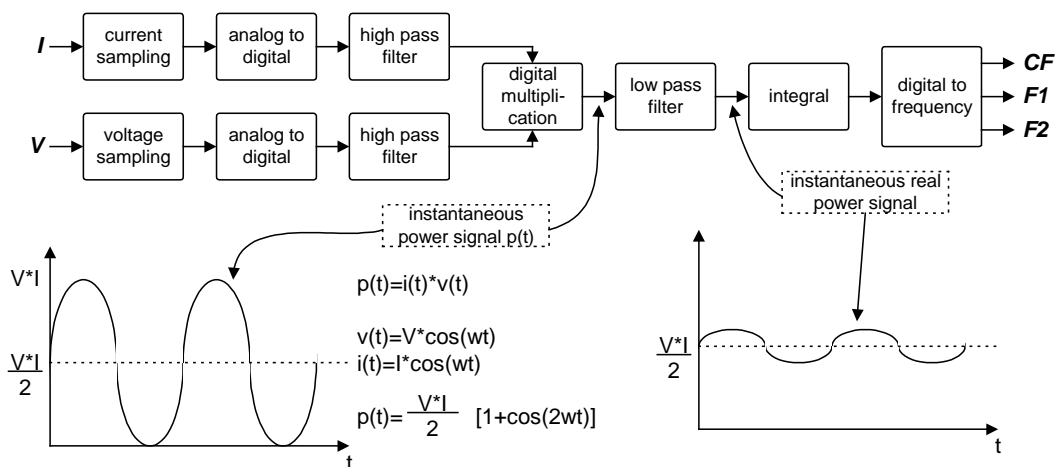 I
current
sampling
analog to
digital
high pass
filter
V
voltage
sampling
analog to
digital
high pass
filter
digital
multipli-
cation
low pass
filter
integral
digital to
frequency
CF
F1
F2
instantaneous
power signal p(t)
instantaneous real
power signal
V*I
V*I
2
t
p(t)=i(t)*v(t)
v(t)=V*cos(wt)
i(t)=I*cos(wt)
p(t)= V*I
2 [1+cos(2wt)]
V*I
2
t